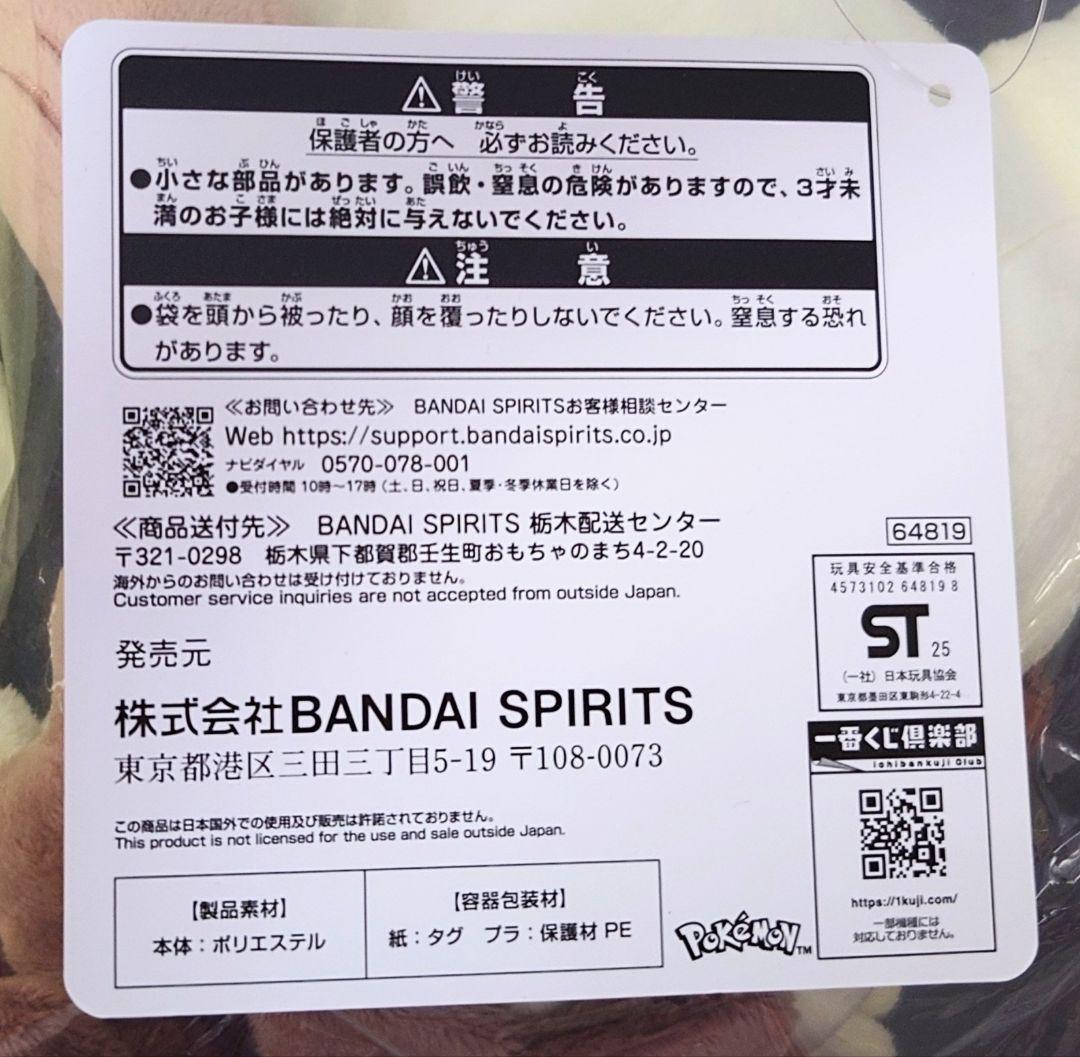 ⚠警告
保護者の方へ 必ずお読みください。
●小さな部品があります。誤飲・窒息の危険がありますので、3才未
満のお子様には絶対に与えないでください。
⚠注意
●袋を頭から被ったり、顔を覆ったりしないでください。窒息する恐れ
があります。
≪お問い合わせ先≫ BANDAI SPIRITSお客様相談センター
Web https://support.bandaispirits.co.jp
ナビダイヤル 0570-078-001
●受付時間 10時～17時(土、日、祝日、夏季・冬季休業日を除く)
≪商品送付先≫ BANDAI SPIRITS 栃木配送センター
〒321-0298 栃木県下都賀郡壬生町おもちゃのまち4-2-20
海外からのお問い合わせは受け付けておりません。
Customer service inquiries are not accepted from outside Japan.
発売元
株式会社BANDAI SPIRITS
東京都港区三田三丁目5-19 〒108-0073
この商品は日本国外での使用及び販売は許諾されておりません。
This product is not licensed for the use and sale outside Japan.
【製品素材】
本体：ポリエステル
【容器包装材】
紙：タグ プラ：保護材 PE
POKéMON™
64819
玩具安全基準合格
4573102 64819 8
ST 25
(一社)日本玩具協会
東京都墨田区東駒形4-22-4
一番くじ倶楽部
ichibankuji Club
https://1kuji.com/
一部機種には
対応しておりません。